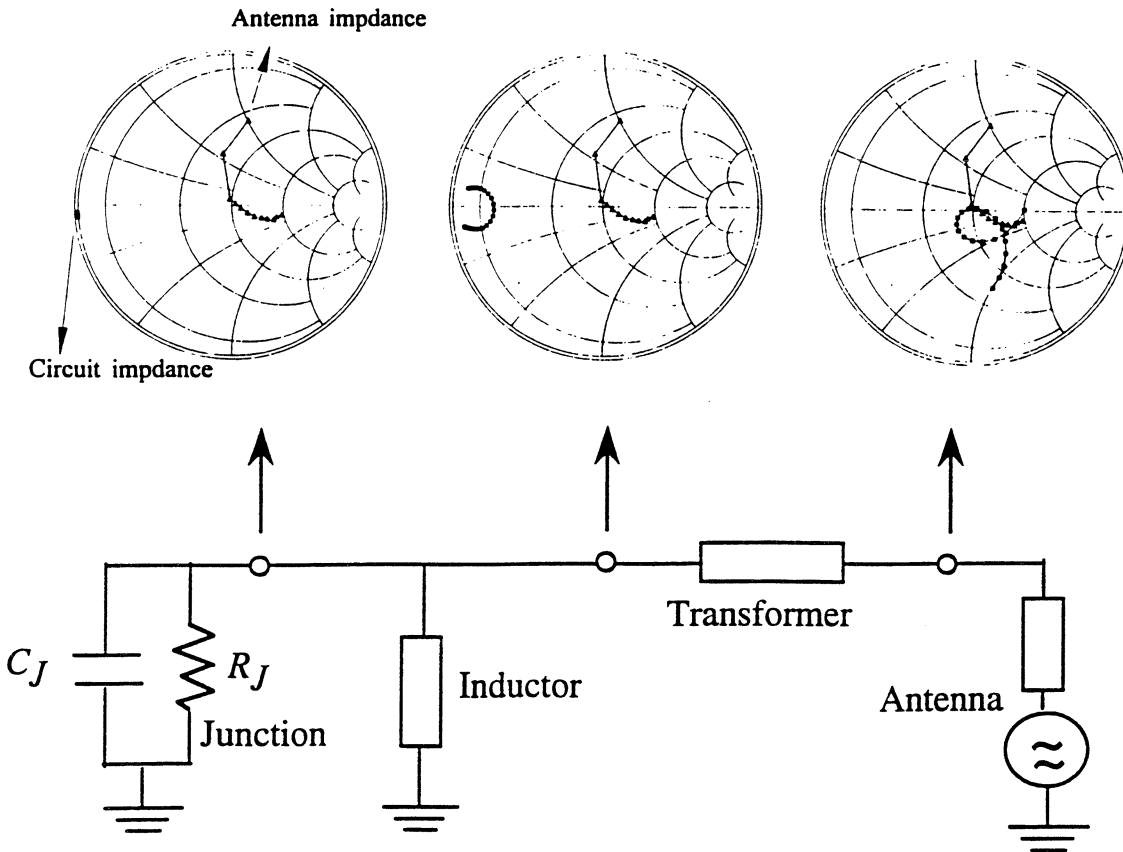 Antenna impdance
Circuit impdance
Transformer
C_J
R_J
Inductor
Antenna
Junction